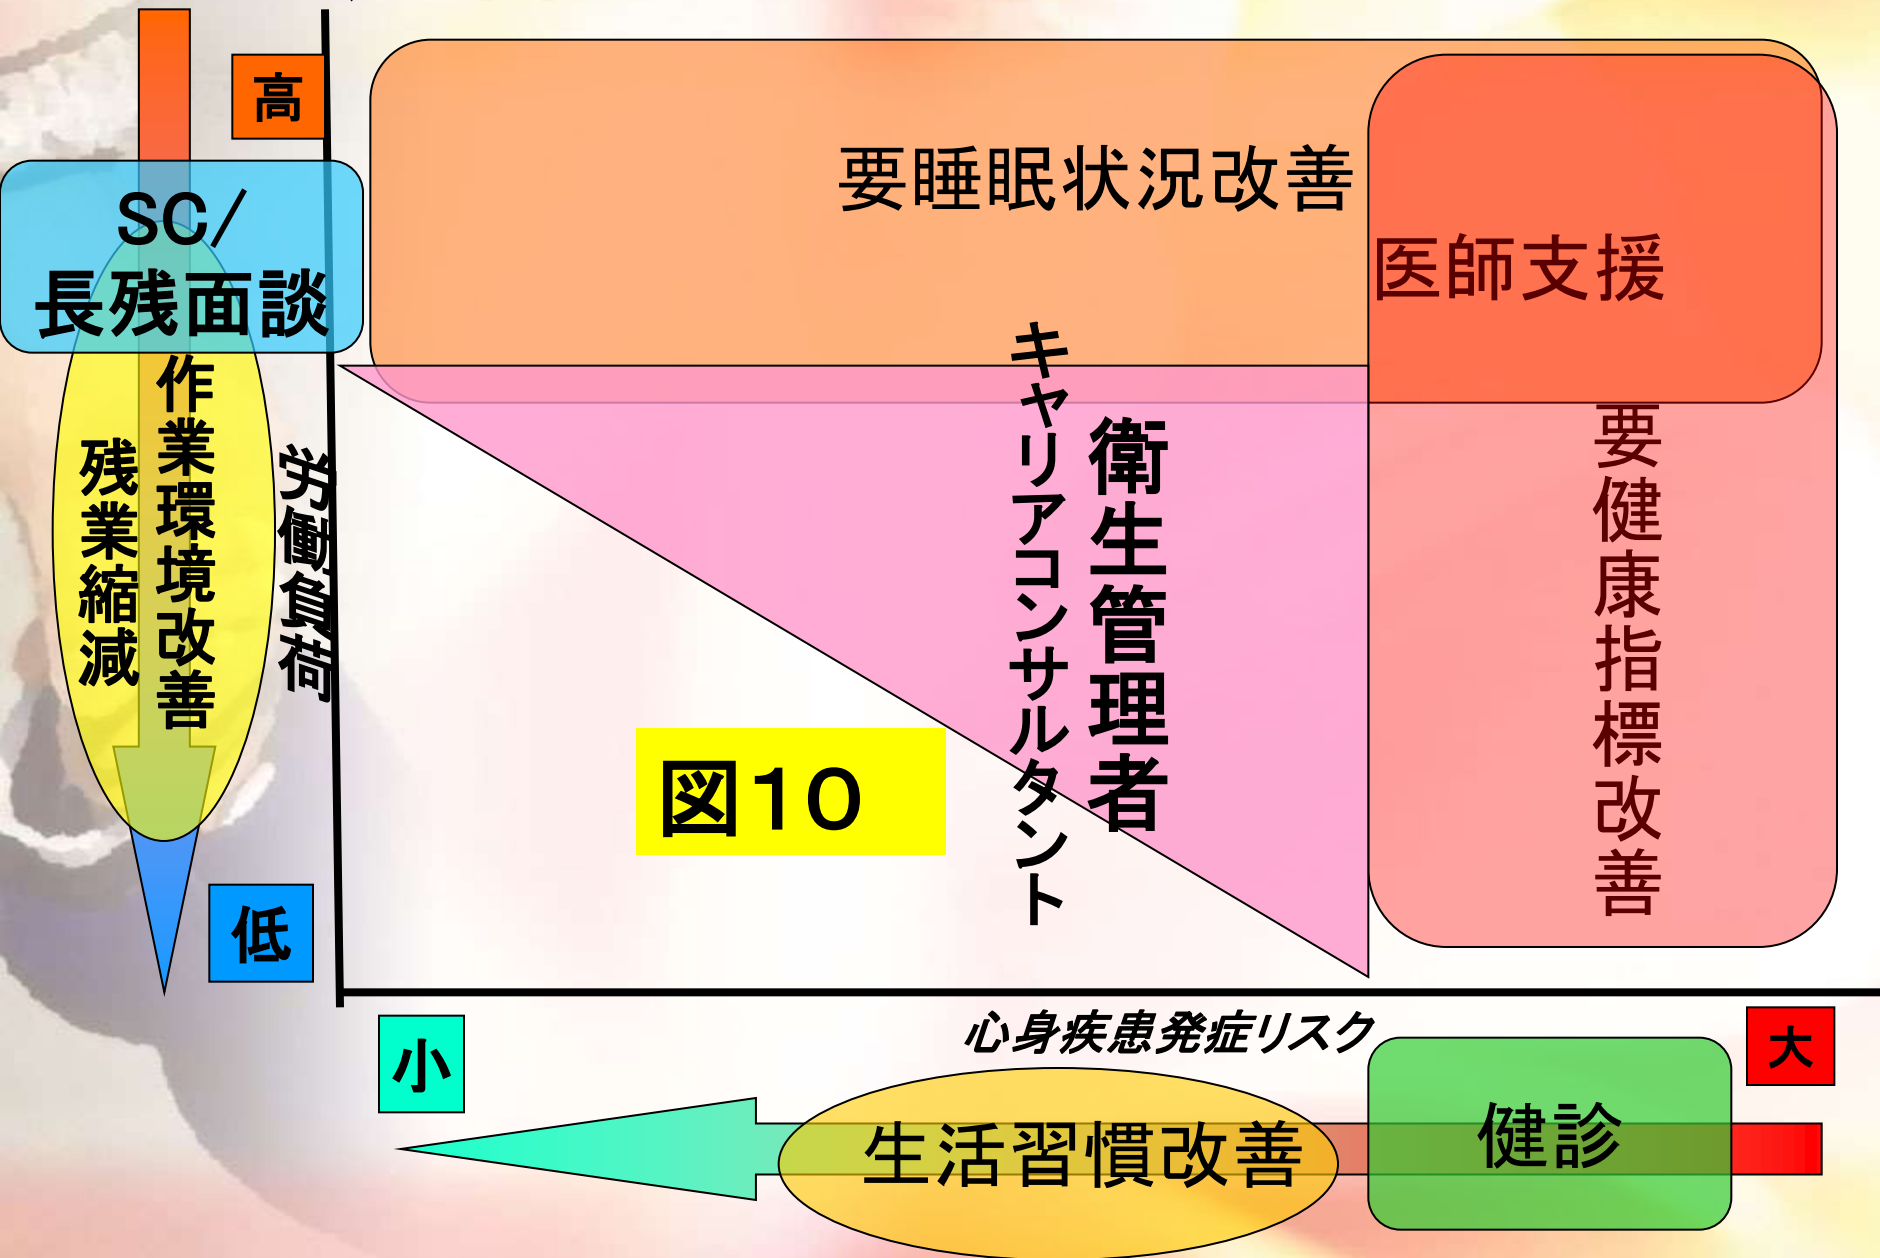 高
SC/
長残面談
作業環境改善
残業縮減
労働負荷
低
要睡眠状況改善
医師支援
要健康指標改善
衛生管理者
キャリアコンサルタント
図10
心身疾患発症リスク
小
大
生活習慣改善
健診